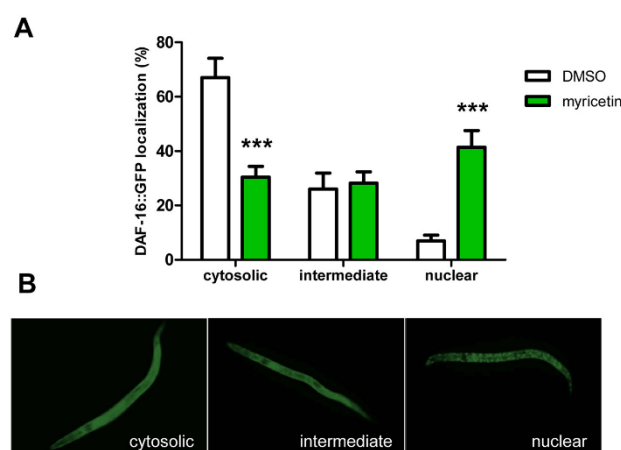 A
DAF-16::GFP localization (%)
80
60
40
20
0
***
***
DMSO
myricetin
cytosolic intermediate nuclear
B
cytosolic intermediate nuclear